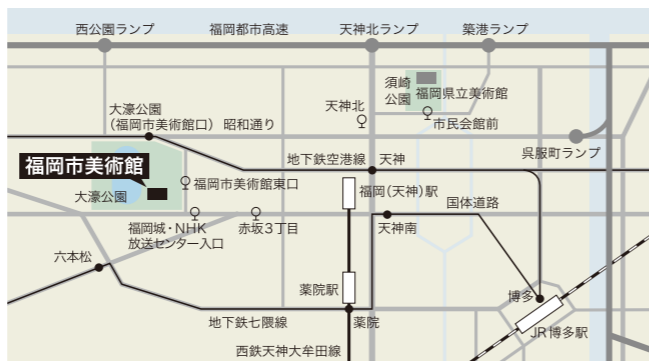 西公園ランプ
福岡都市高速
天神北ランプ
築港ランプ
須崎
公園
福岡県立美術館
天神北
市民会館前
大濠公園
（福岡市美術館口）
昭和通り
呉服町ランプ
福岡市美術館
地下鉄空港線
天神
福岡市美術館東口
大濠公園
福岡（天神）駅
国体道路
福岡城・NHK
放送センター入口
赤坂3丁目
天神南
六本松
薬院駅
博多
地下鉄七隈線
薬院
JR博多駅
西鉄天神大牟田線